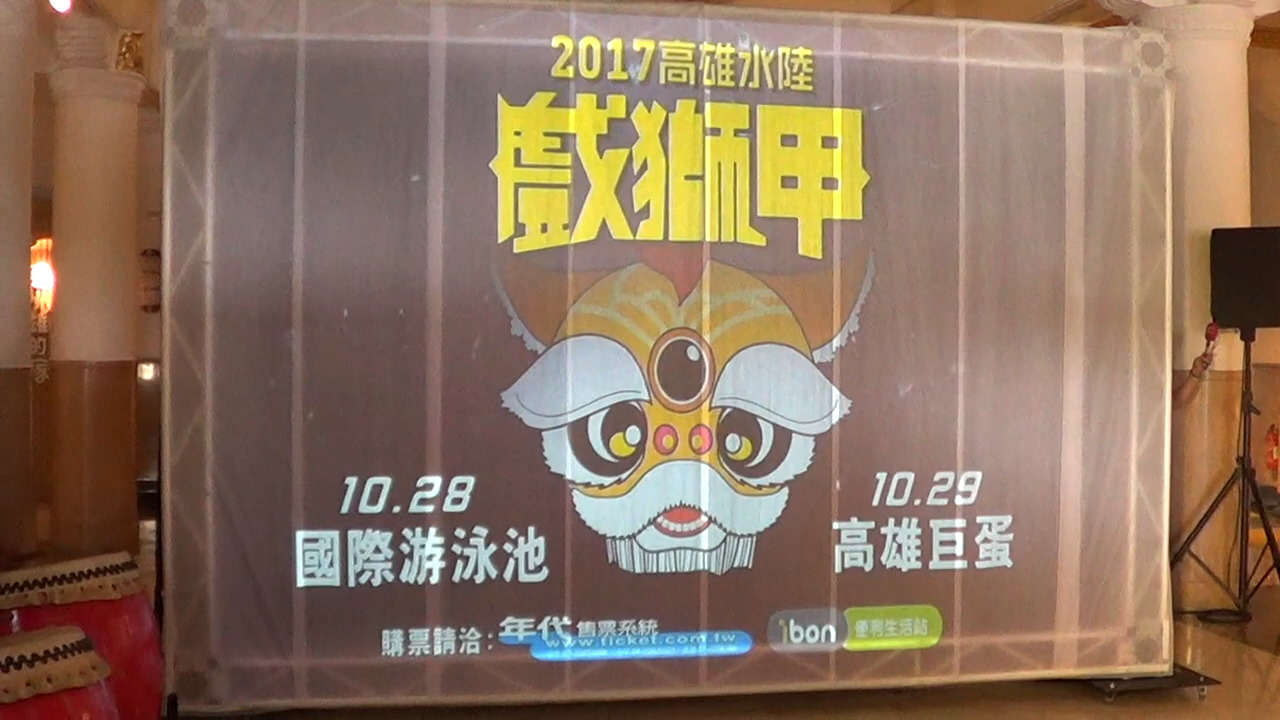 2017高雄水陸
戲獅甲
10.28
國際游泳池
10.29
高雄巨蛋
購票請洽:年代售票系統
www.ticket.com.tw
ibon 便利生活站